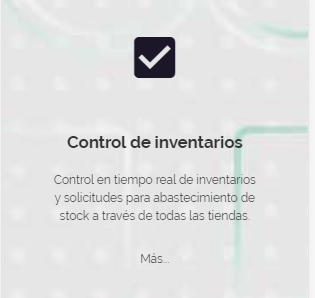 Control de inventarios
Control en tiempo real de inventarios
y solicitudes para abastecimiento de
stock a través de todas las tiendas.
Más...